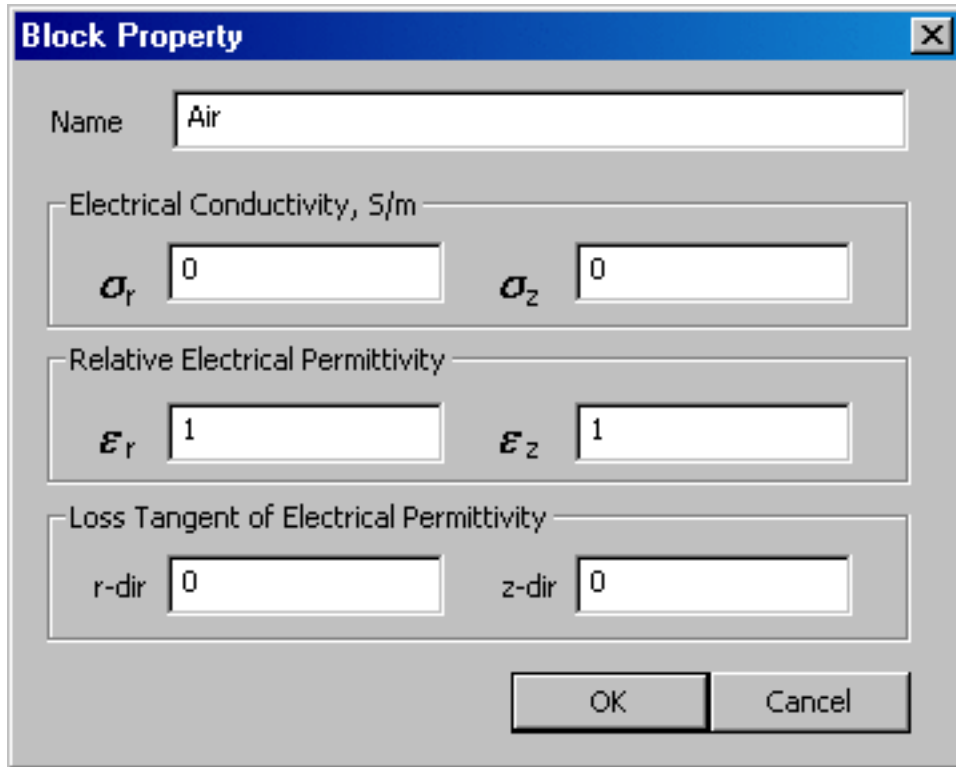 Block Property
Name Air
Electrical Conductivity, S/m
σr 0 σz 0
Relative Electrical Permittivity
εr 1 εz 1
Loss Tangent of Electrical Permittivity
r-dir 0 z-dir 0
OK Cancel